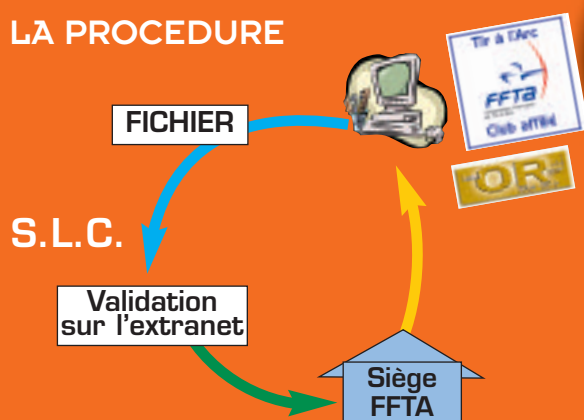 LA PROCEDURE
Tir à l'Arc
FFTA
Club affilié
FICHIER
OR
S.L.C.
Validation
sur l'extranet
Siège
FFTA